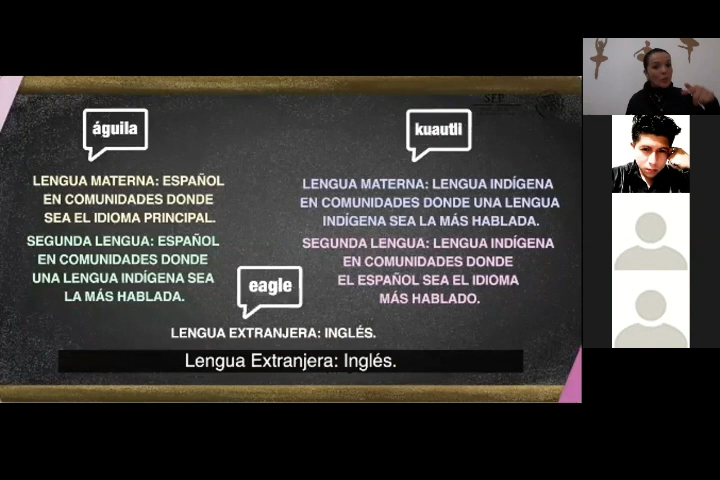 SEP
águila
LENGUA MATERNA: ESPAÑOL
EN COMUNIDADES DONDE
SEA EL IDIOMA PRINCIPAL.
SEGUNDA LENGUA: ESPAÑOL
EN COMUNIDADES DONDE
UNA LENGUA INDÍGENA SEA
LA MÁS HABLADA.
kuautli
LENGUA MATERNA: LENGUA INDÍGENA
EN COMUNIDADES DONDE UNA LENGUA
INDÍGENA SEA LA MÁS HABLADA.
SEGUNDA LENGUA: LENGUA INDÍGENA
EN COMUNIDADES DONDE
EL ESPAÑOL SEA EL IDIOMA
MÁS HABLADO.
eagle
LENGUA EXTRANJERA: INGLÉS.
Lengua Extranjera: Inglés.